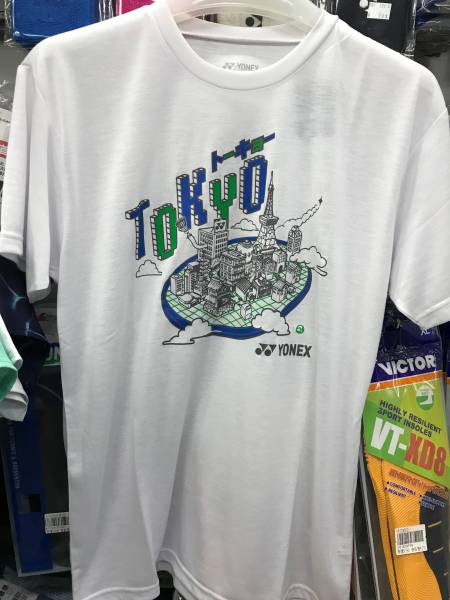 YONEX
トーキョー
TOKYO
YONEX
VICTOR
HIGHLY RESILIENT
SPORT INSOLES
VT-XD8